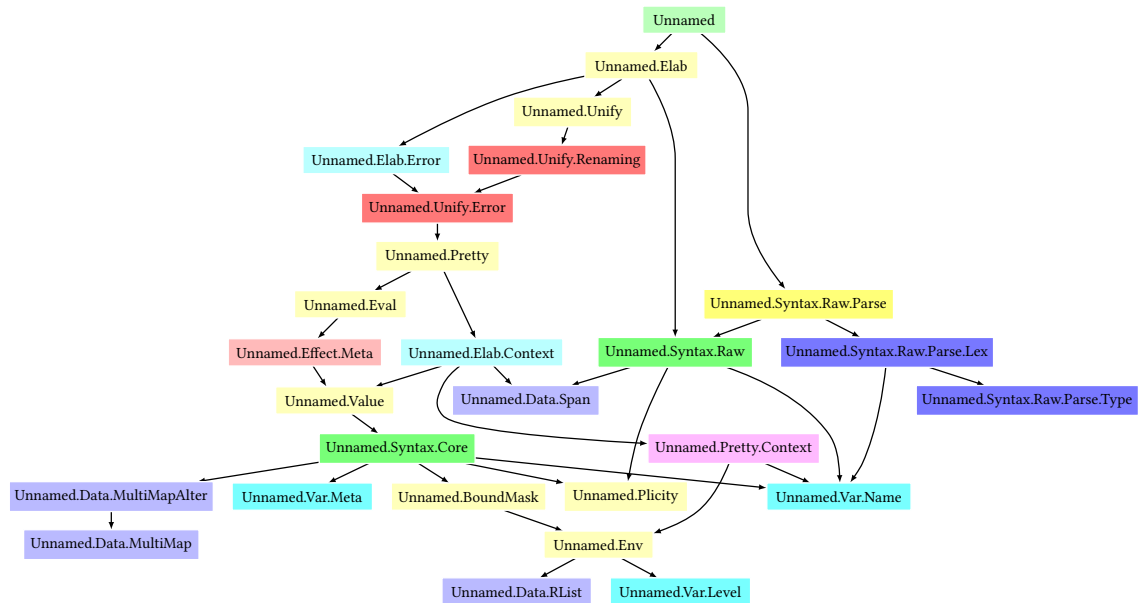 Unnamed
Unnamed.Elab
Unnamed.Unify
Unnamed.Elab.Error
Unnamed.Unify.Renaming
Unnamed.Unify.Error
Unnamed.Pretty
Unnamed.Eval
Unnamed.Syntax.Raw.Parse
Unnamed.Effect.Meta
Unnamed.Elab.Context
Unnamed.Syntax.Raw
Unnamed.Syntax.Raw.Parse.Lex
Unnamed.Value
Unnamed.Data.Span
Unnamed.Syntax.Raw.Parse.Type
Unnamed.Syntax.Core
Unnamed.Pretty.Context
Unnamed.Data.MultiMapAlter
Unnamed.Var.Meta
Unnamed.BoundMask
Unnamed.Plicity
Unnamed.Var.Name
Unnamed.Data.MultiMap
Unnamed.Env
Unnamed.Data.RList
Unnamed.Var.Level